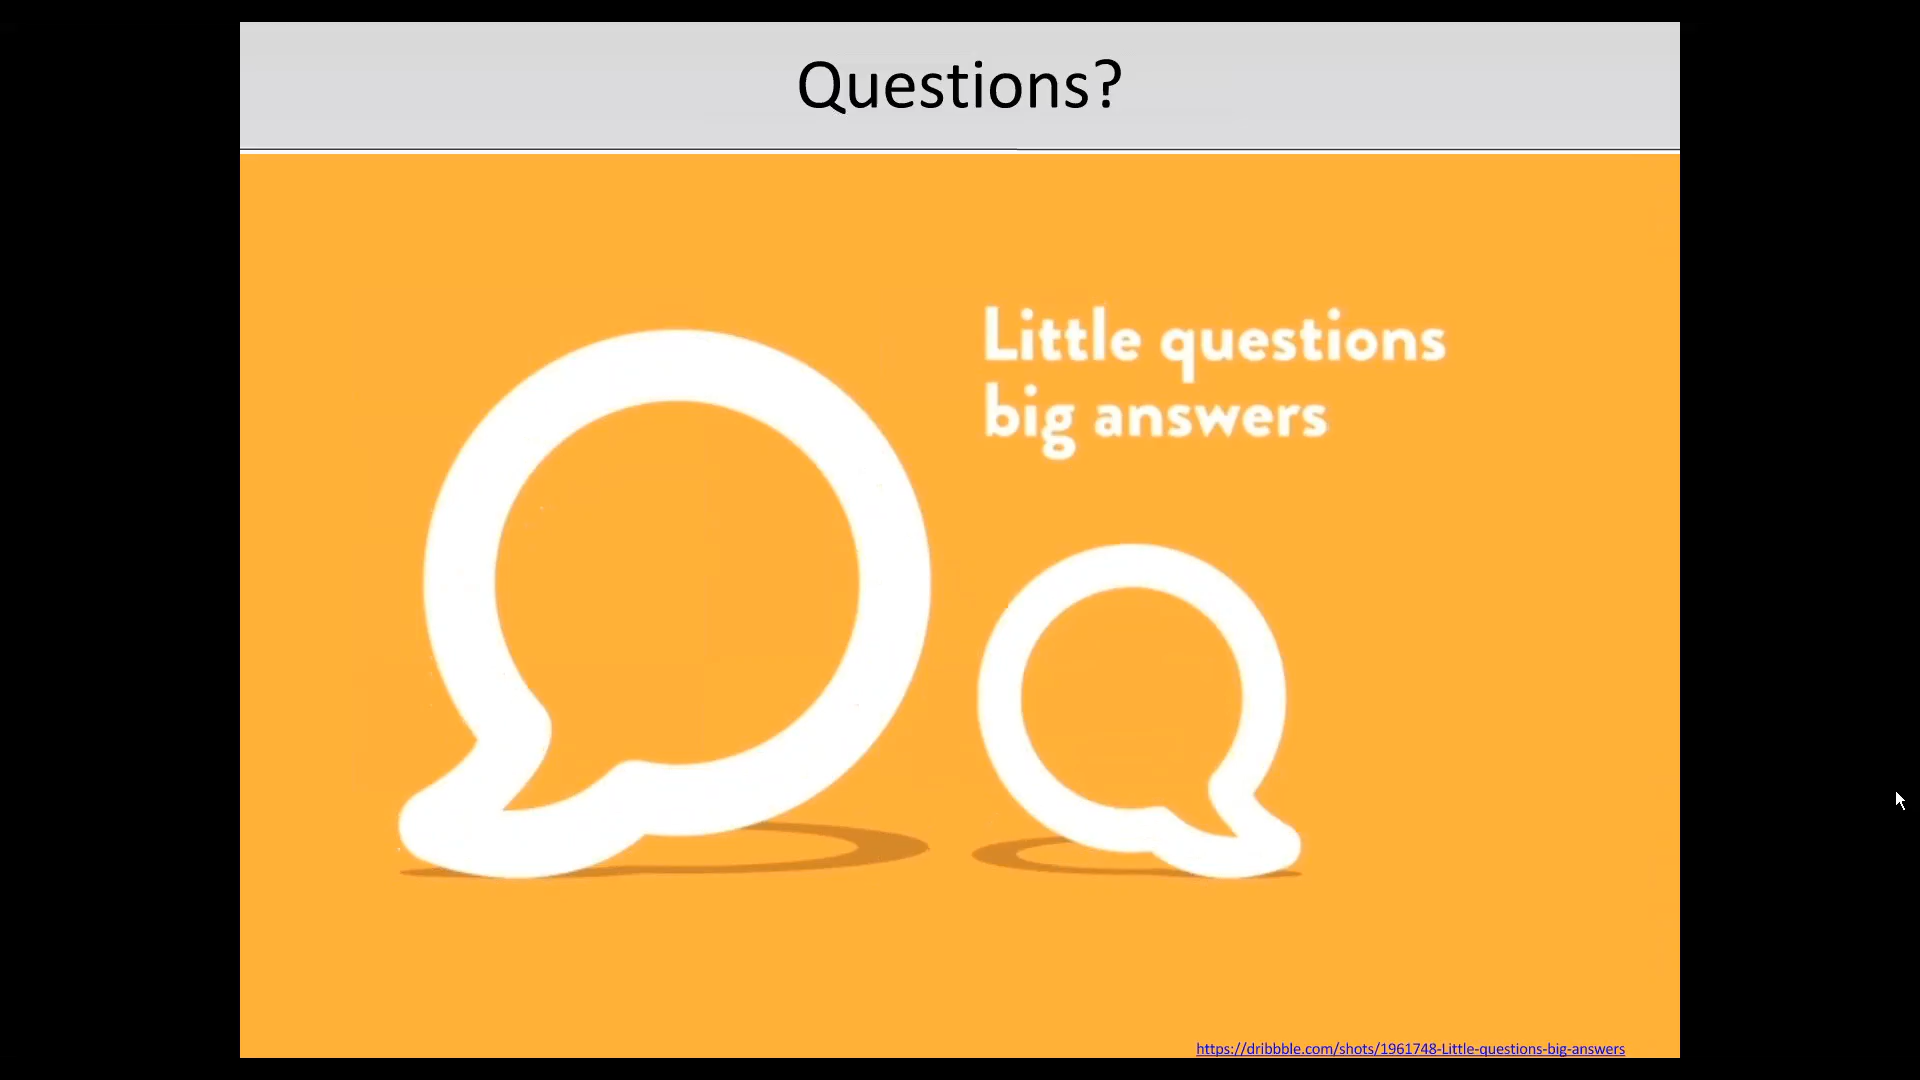 Questions?
Little questions
big answers
https://dribbble.com/shots/1961748-Little-questions-big-answers